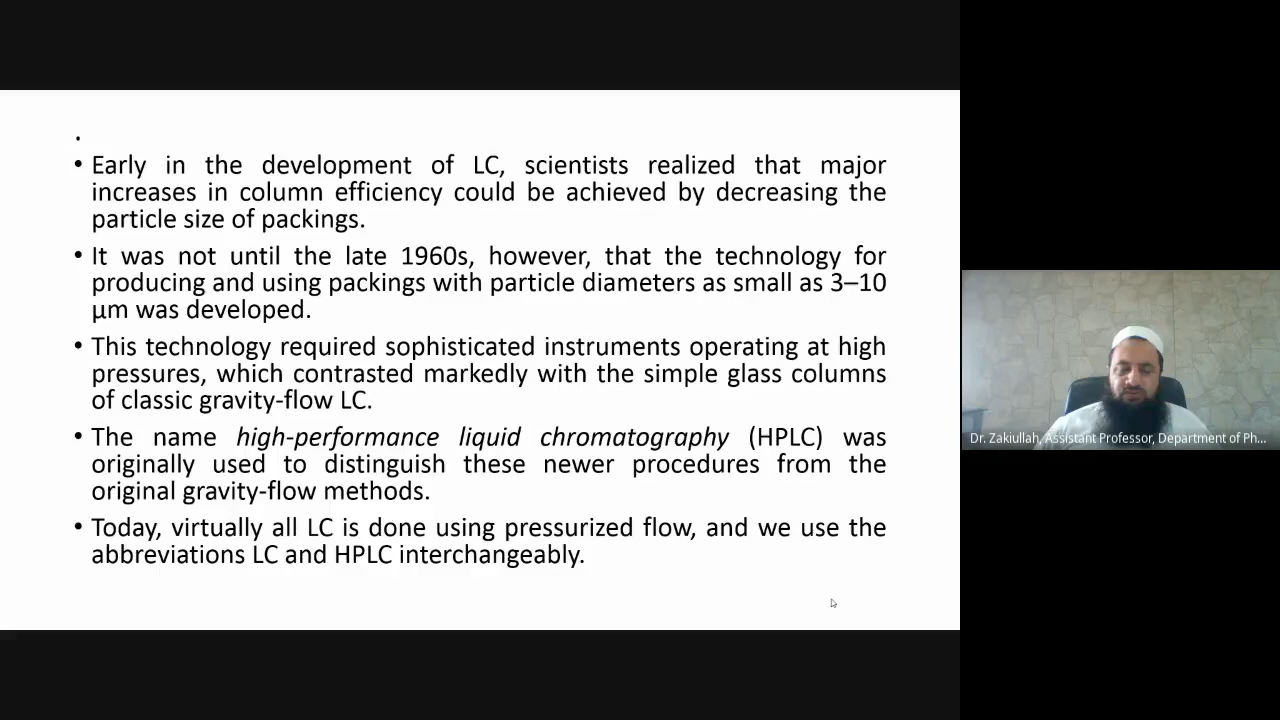 •
• Early in the development of LC, scientists realized that major
increases in column efficiency could be achieved by decreasing the
particle size of packings.
• It was not until the late 1960s, however, that the technology for
producing and using packings with particle diameters as small as 3–10
µm was developed.
• This technology required sophisticated instruments operating at high
pressures, which contrasted markedly with the simple glass columns
of classic gravity-flow LC.
• The name high-performance liquid chromatography (HPLC) was
originally used to distinguish these newer procedures from the
original gravity-flow methods.
• Today, virtually all LC is done using pressurized flow, and we use the
abbreviations LC and HPLC interchangeably.
Dr. Zakiullah, Assistant Professor, Department of Ph...